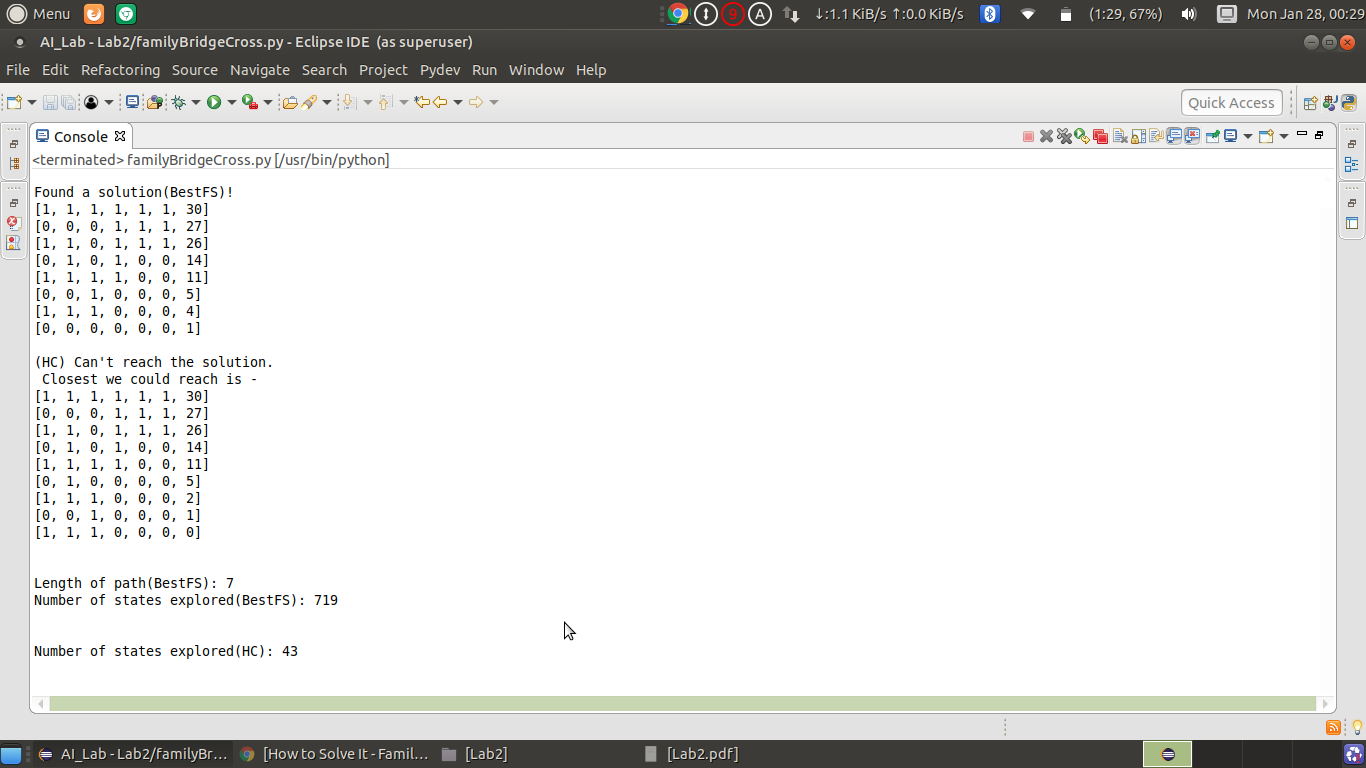 Menu
9 A ↓:1.1 KiB/s ↑:0.0 KiB/s (1:29, 67%) Mon Jan 28, 00:29
AI_Lab - Lab2/familyBridgeCross.py - Eclipse IDE (as superuser)
File Edit Refactoring Source Navigate Search Project Pydev Run Window Help
Quick Access
Console
<terminated> familyBridgeCross.py [/usr/bin/python]
Found a solution(BestFS)!
[1, 1, 1, 1, 1, 1, 30]
[0, 0, 0, 1, 1, 1, 27]
[1, 1, 0, 1, 1, 1, 26]
[0, 1, 0, 1, 0, 0, 14]
[1, 1, 1, 1, 0, 0, 11]
[0, 0, 1, 0, 0, 0, 5]
[1, 1, 1, 0, 0, 0, 4]
[0, 0, 0, 0, 0, 0, 1]
(HC) Can't reach the solution.
Closest we could reach is -
[1, 1, 1, 1, 1, 1, 30]
[0, 0, 0, 1, 1, 1, 27]
[1, 1, 0, 1, 1, 1, 26]
[0, 1, 0, 1, 0, 0, 14]
[1, 1, 1, 1, 0, 0, 11]
[0, 1, 0, 0, 0, 0, 5]
[1, 1, 1, 0, 0, 0, 2]
[0, 0, 1, 0, 0, 0, 1]
[1, 1, 1, 0, 0, 0, 0]
Length of path(BestFS): 7
Number of states explored(BestFS): 719
Number of states explored(HC): 43
AI_Lab - Lab2/familyBr... [How to Solve It - Famil... [Lab2] [Lab2.pdf]